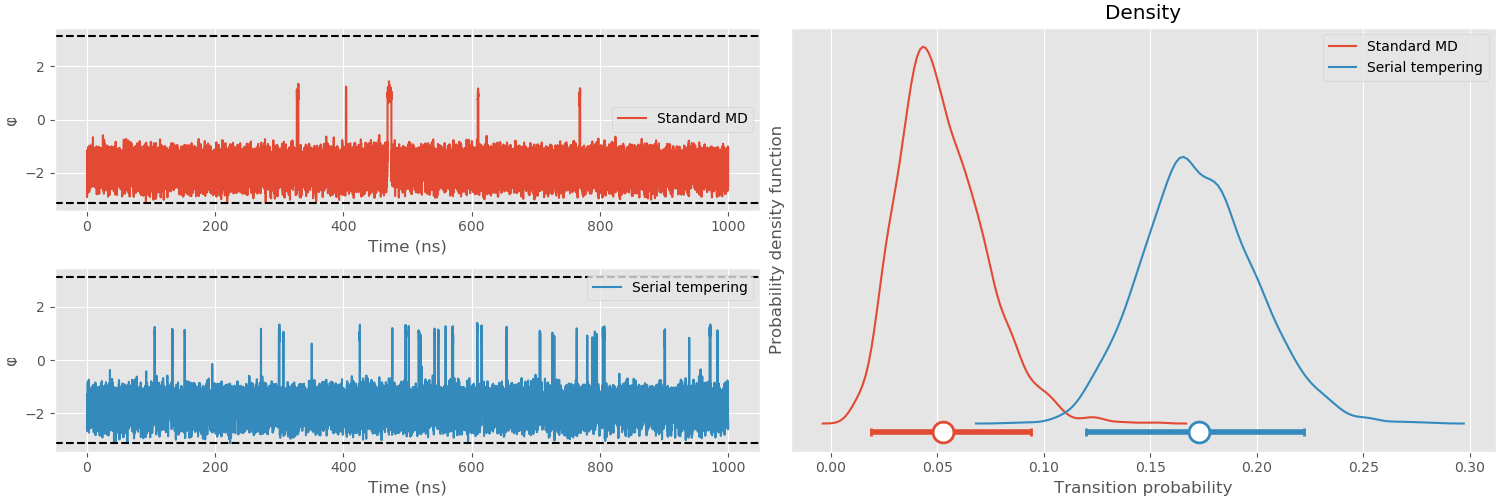 2
0
−2
φ
Standard MD
0
200
400
600
800
1000
Time (ns)
2
0
−2
φ
Serial tempering
0
200
400
600
800
1000
Time (ns)
Density
Standard MD
Serial tempering
Probability density function
0.00
0.05
0.10
0.15
0.20
0.25
0.30
Transition probability